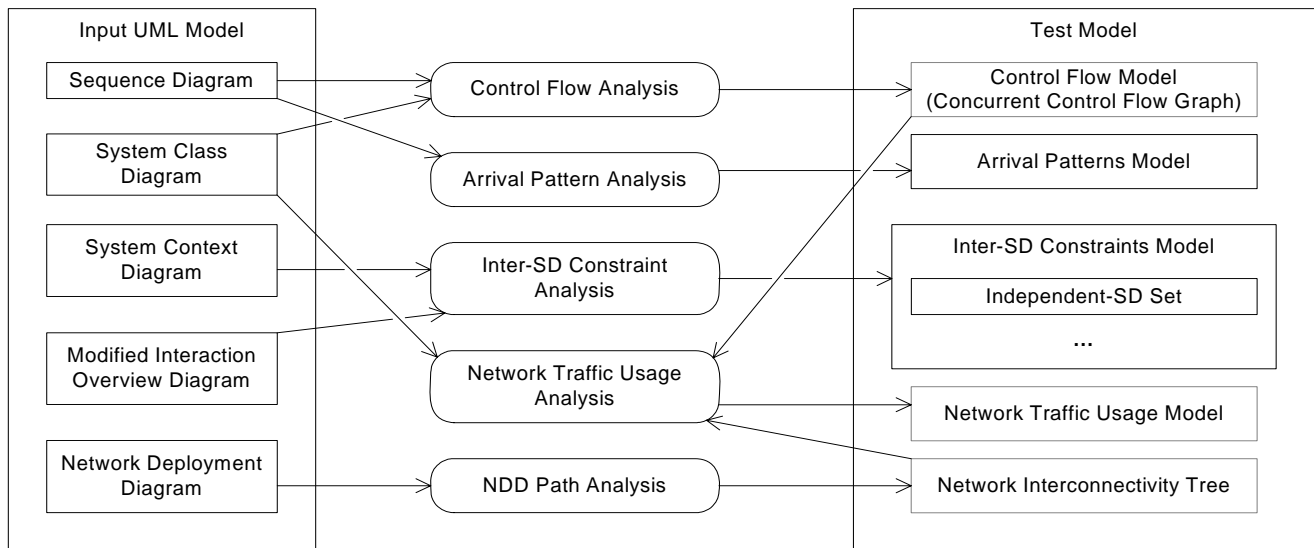 Input UML Model
Sequence Diagram
System Class
Diagram
System Context
Diagram
Modified Interaction
Overview Diagram
Network Deployment
Diagram
Control Flow Analysis
Arrival Pattern Analysis
Inter-SD Constraint
Analysis
Network Traffic Usage
Analysis
NDD Path Analysis
Test Model
Control Flow Model
(Concurrent Control Flow Graph)
Arrival Patterns Model
Inter-SD Constraints Model
Independent-SD Set
...
Network Traffic Usage Model
Network Interconnectivity Tree